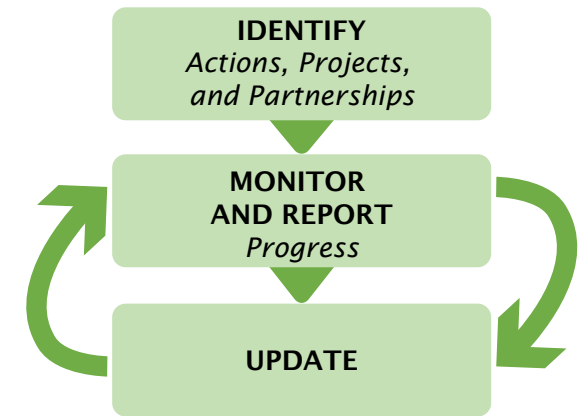 IDENTIFY
Actions, Projects,
and Partnerships
MONITOR
AND REPORT
Progress
UPDATE